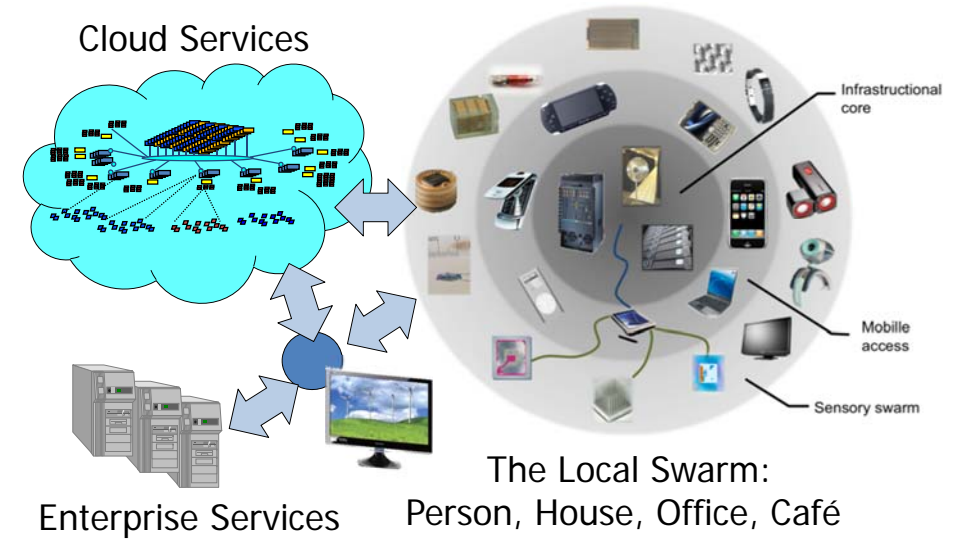 Cloud Services
Infrastructional
core
Mobille
access
Sensory swarm
The Local Swarm:
Person, House, Office, Café
Enterprise Services